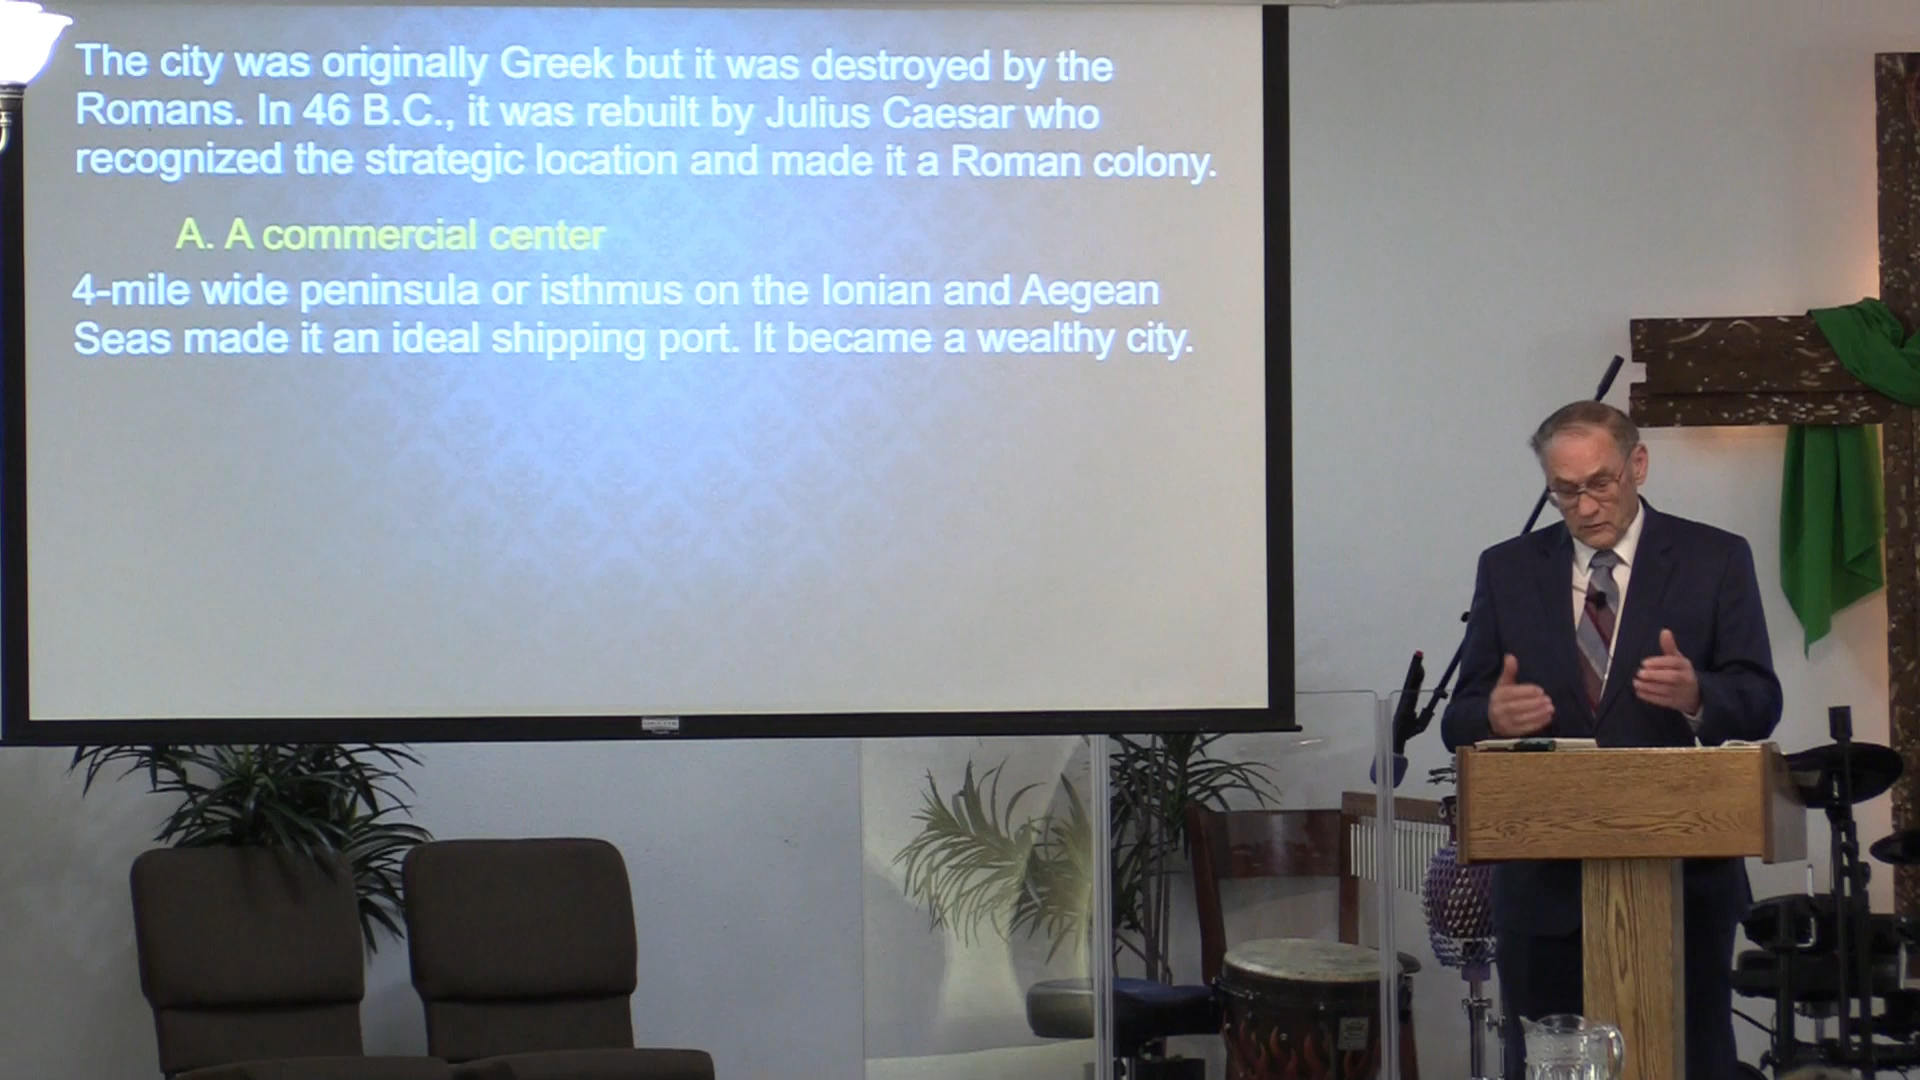 The city was originally Greek but it was destroyed by the
Romans. In 46 B.C., it was rebuilt by Julius Caesar who
recognized the strategic location and made it a Roman colony.
A. A commercial center
4-mile wide peninsula or isthmus on the Ionian and Aegean
Seas made it an ideal shipping port. It became a wealthy city.